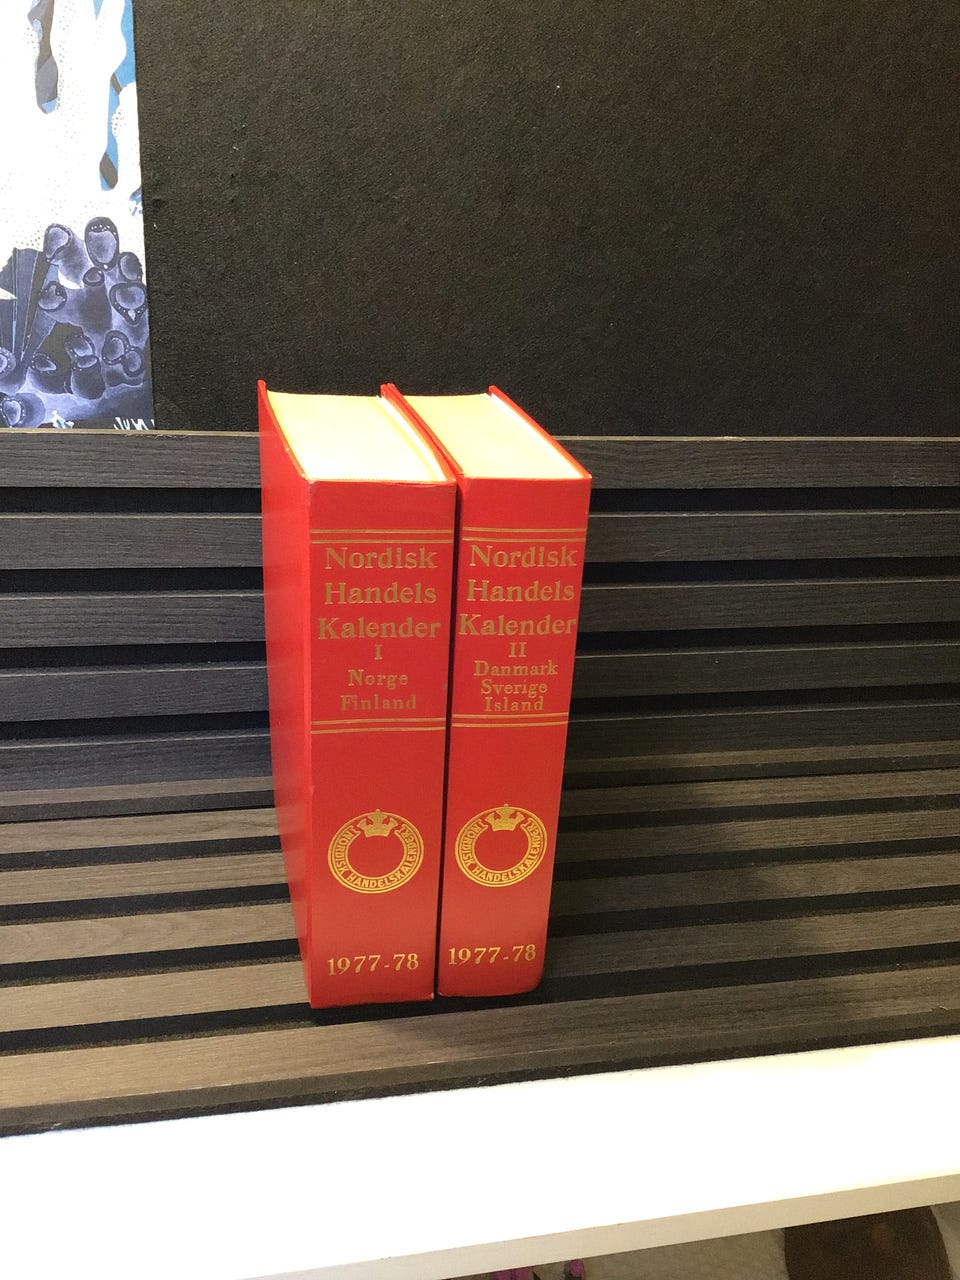 Nordisk
Handels
Kalender
I
Norge
Finland
NORDISK HANDELSKALENDER
1977-78
Nordisk
Handels
Kalender
II
Danmark
Sverige
Island
NORDISK HANDELSKALENDER
1977-78